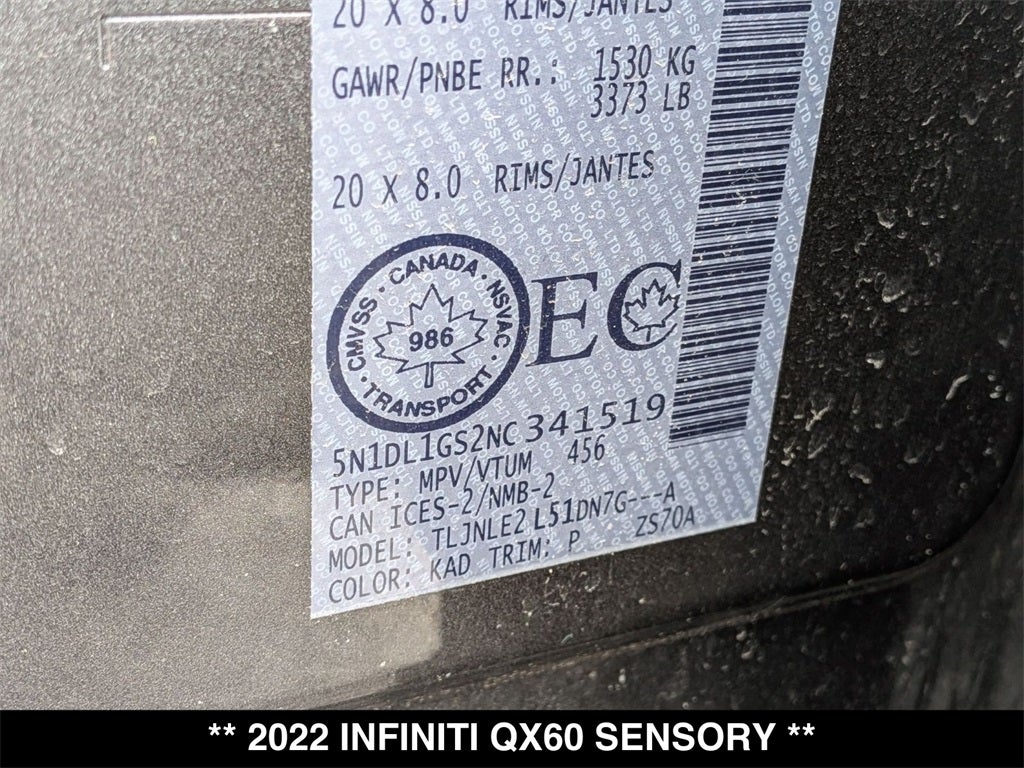 20 X 8.0 RIMS/JANTES
GAWR/PNBE RR.: 1530 KG
3373 LB
20 X 8.0 RIMS/JANTES
CMVSS · CANADA · NSVAC · TRANSPORT ·
986
EC
5N1DL1GS2NC341519
TYPE: MPV/VTUM 456
CAN ICES-2/NMB-2
MODEL: TLJNLE2 L51DN7G---A
COLOR: KAD TRIM: P ZS70A
** 2022 INFINITI QX60 SENSORY **